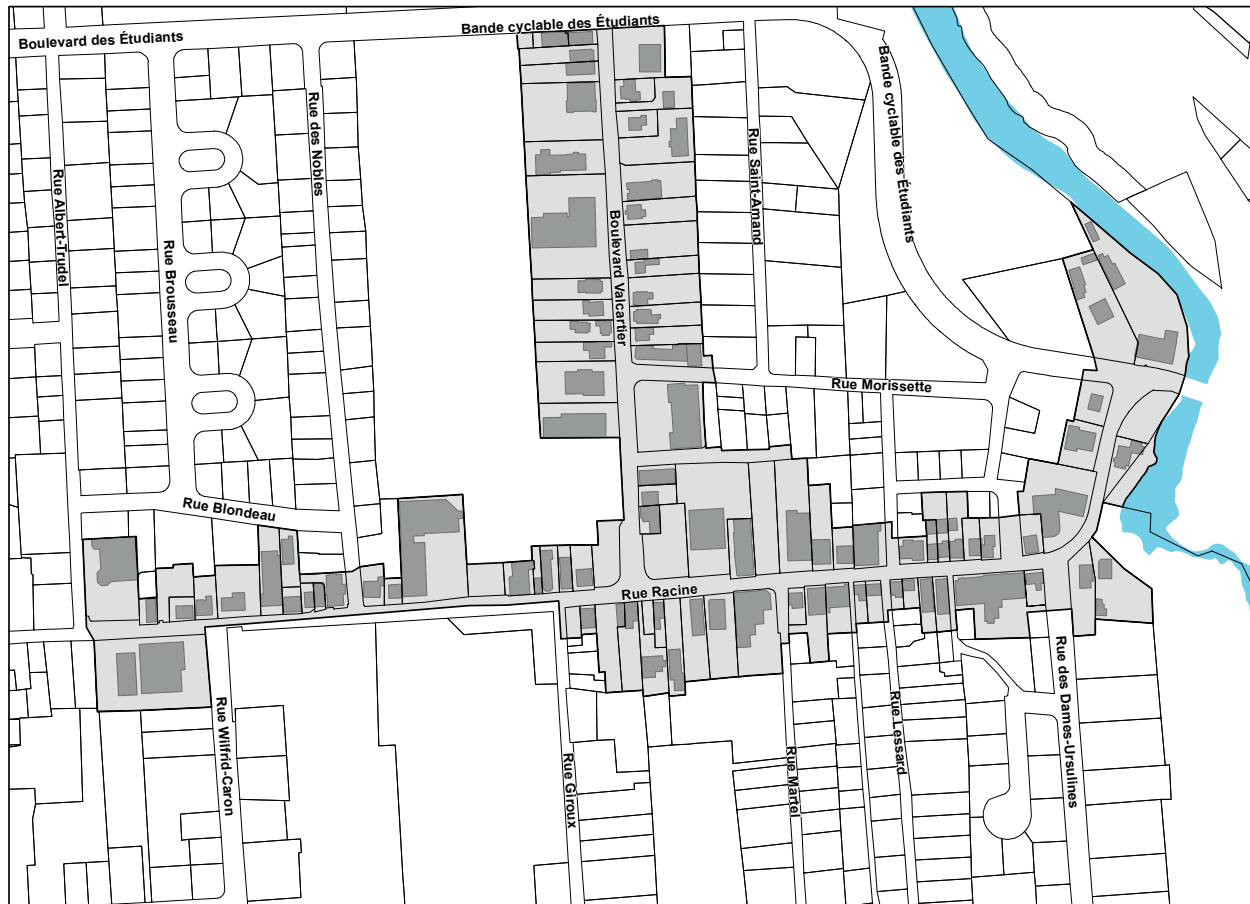 Boulevard des Étudiants
Bande cyclable des Étudiants
Bande cyclable des Étudiants
Rue des Nobles
Rue Saint-Amand
Rue Albert-Trudel
Rue Brousseau
Boulevard Valcartier
Rue Morissette
Rue Blondeau
Rue Racine
Rue Wilfrid-Caron
Rue Giroux
Rue Martel
Rue Lessard
Rue des Dames-Ursulines